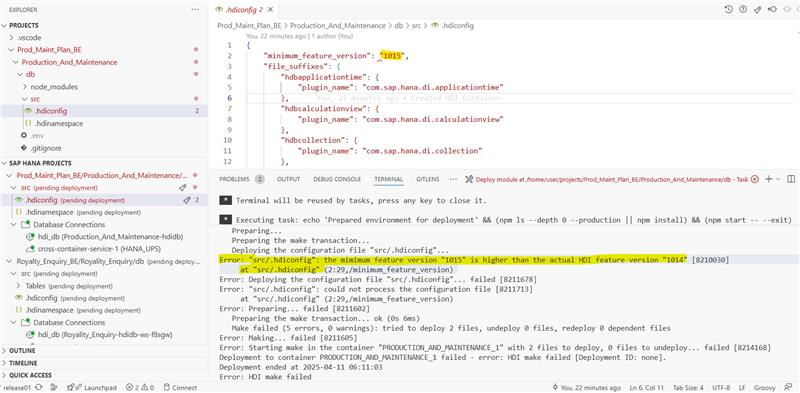 EXPLORER
PROJECTS
.vscode
Prod_Maint_Plan_BE
Production_And_Maintenance
db
node_modules
src
.hdiconfig 2
.hdinamespace
.env
.gitignore
SAP HANA PROJECTS
Prod_Maint_Plan_BE/Production_And_Maintenance/...
src (pending deployment)
.hdiconfig (pending deployment) 2
.hdinamespace (pending deployment)
Database Connections
hdi_db (Production_And_Maintenance-hdidb)
cross-container-service-1 (HANA_UPS)
Royalty_Enquiry_BE/Royality_Enquiry/db (pending deployment)
src (pending deployment)
Tables (pending deployment)
.hdiconfig (pending deployment)
.hdinamespace (pending deployment)
Database Connections
hdi_db (Royality_Enquiry-hdidb-ws-f8sgw)
OUTLINE
TIMELINE
QUICK ACCESS
.hdiconfig 2
Prod_Maint_Plan_BE > Production_And_Maintenance > db > src > .hdiconfig
You, 22 minutes ago | 1 author (You)
1 {
2 "minimum_feature_version": "1015",
3 "file_suffixes": {
4 "hdbapplicationtime": {
5 "plugin_name": "com.sap.hana.di.applicationtime"
6 }, You, 22 minutes ago • Created HDI Container
7 "hdbcalculationview": {
8 "plugin_name": "com.sap.hana.di.calculationview"
9 },
10 "hdbcollection": {
11 "plugin_name": "com.sap.hana.di.collection"
12 },
PROBLEMS 2 OUTPUT DEBUG CONSOLE TERMINAL GITLENS Deploy module at /home/user/projects/Prod_Maint_Plan_BE/Production_And_Maintenance/db - Task
* Terminal will be reused by tasks, press any key to close it.
* Executing task: echo 'Prepared environment for deployment' && (npm ls --depth 0 --production || npm install) && (npm start -- --exit)
Preparing...
Preparing the make transaction...
Deploying the configuration file "src/.hdiconfig"...
Error: "src/.hdiconfig": the mimimum feature version "1015" is higher than the actual HDI feature version "1014" [8210030]
at "src/.hdiconfig" (2:29,/minimum_feature_version)
Error: Deploying the configuration file "src/.hdiconfig"... failed [8211678]
Error: "src/.hdiconfig": could not process the configuration file [8211713]
at "src/.hdiconfig" (2:29,/minimum_feature_version)
Error: Preparing... failed [8211602]
Preparing the make transaction... ok (0s 6ms)
Make failed (5 errors, 0 warnings): tried to deploy 2 files, undeploy 0 files, redeploy 0 dependent files
Error: Making... failed [8211605]
Error: Starting make in the container "PRODUCTION_AND_MAINTENANCE_1" with 2 files to deploy, 0 files to undeploy... failed [8214168]
Deployment to container PRODUCTION_AND_MAINTENANCE_1 failed - error: HDI make failed [Deployment ID: none].
Deployment ended at 2025-04-11 06:11:03
Error: HDI make failed
release01 Launchpad 2 0 Connect You, 22 minutes ago Ln 6, Col 11 Tab Size: 4 UTF-8 LF Groovy